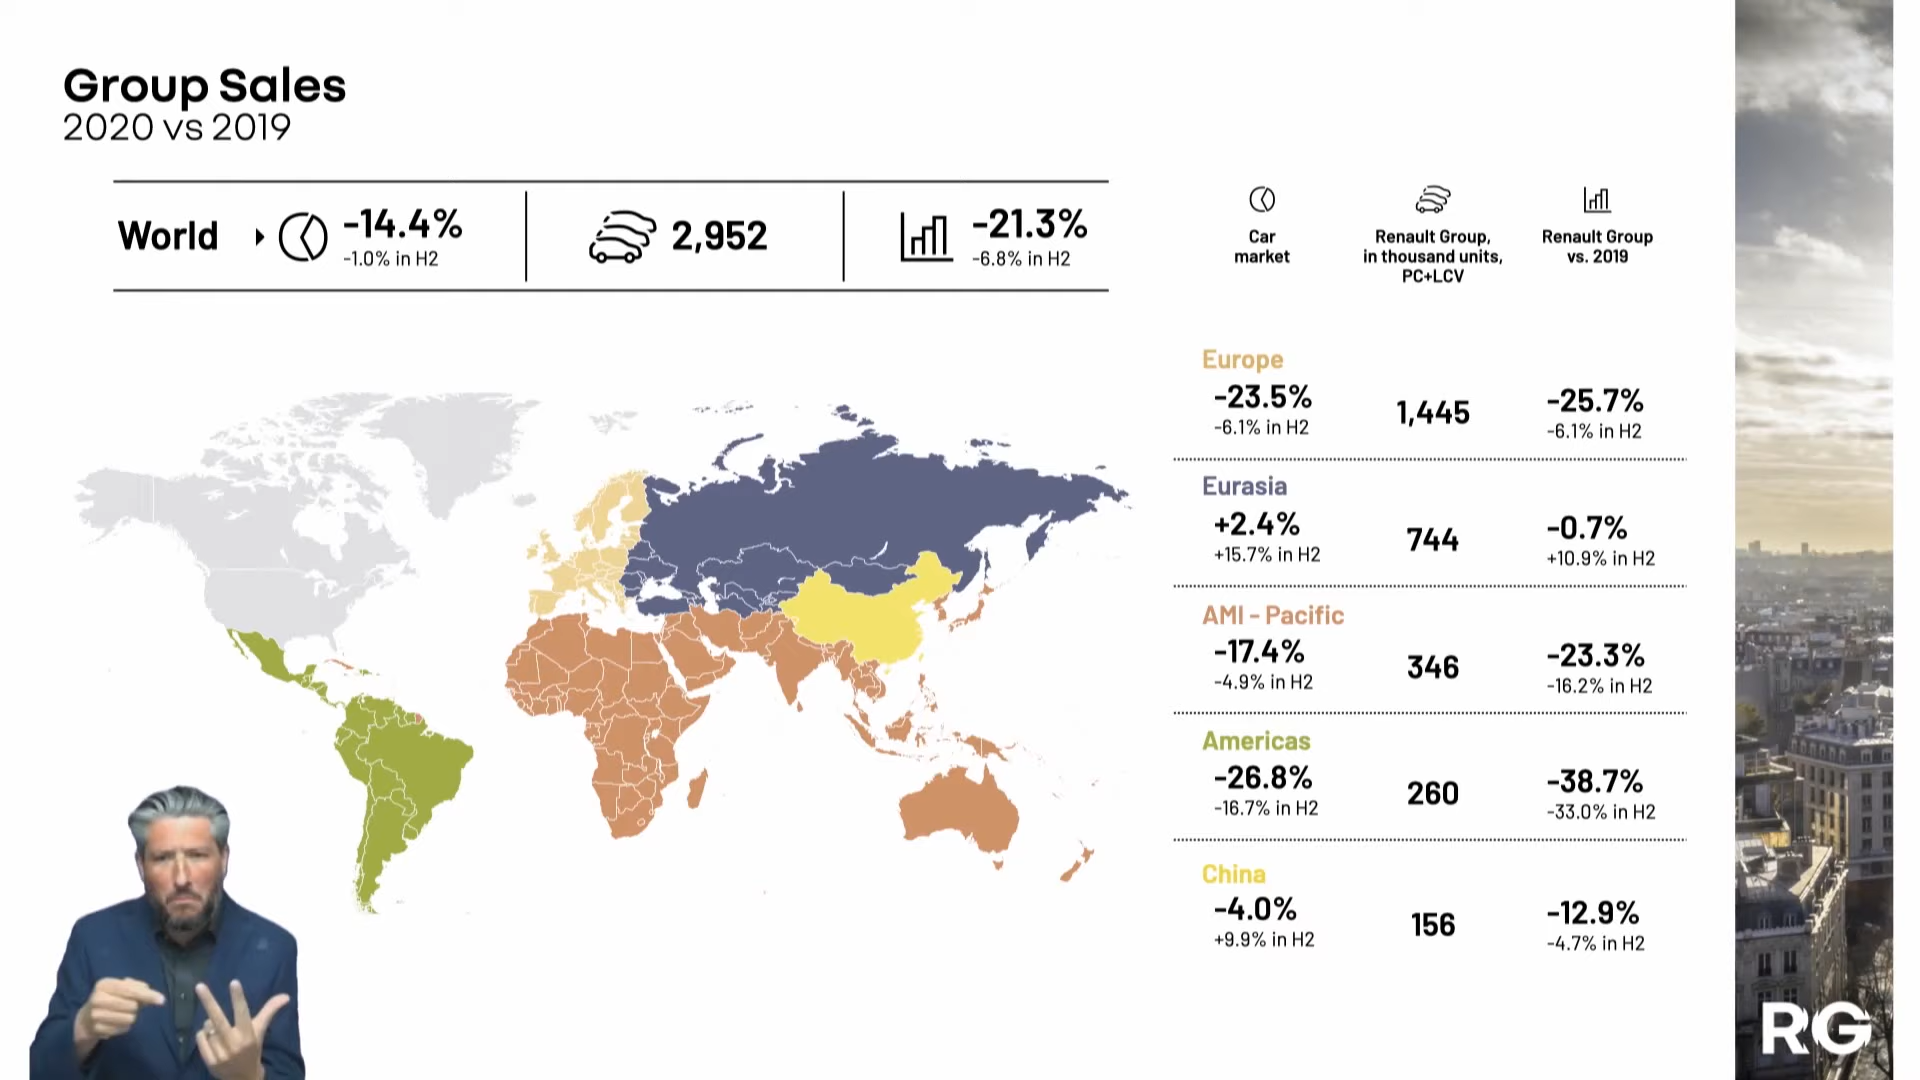 Group Sales
2020 vs 2019
World
-14.4%
-1.0% in H2
2,952
-21.3%
-6.8% in H2
Car
market
Renault Group,
in thousand units,
PC+LCV
Renault Group
vs. 2019
Europe
-23.5%
-6.1% in H2
1,445
-25.7%
-6.1% in H2
Eurasia
+2.4%
+15.7% in H2
744
-0.7%
+10.9% in H2
AMI - Pacific
-17.4%
-4.9% in H2
346
-23.3%
-16.2% in H2
Americas
-26.8%
-16.7% in H2
260
-38.7%
-33.0% in H2
China
-4.0%
+9.9% in H2
156
-12.9%
-4.7% in H2
RG